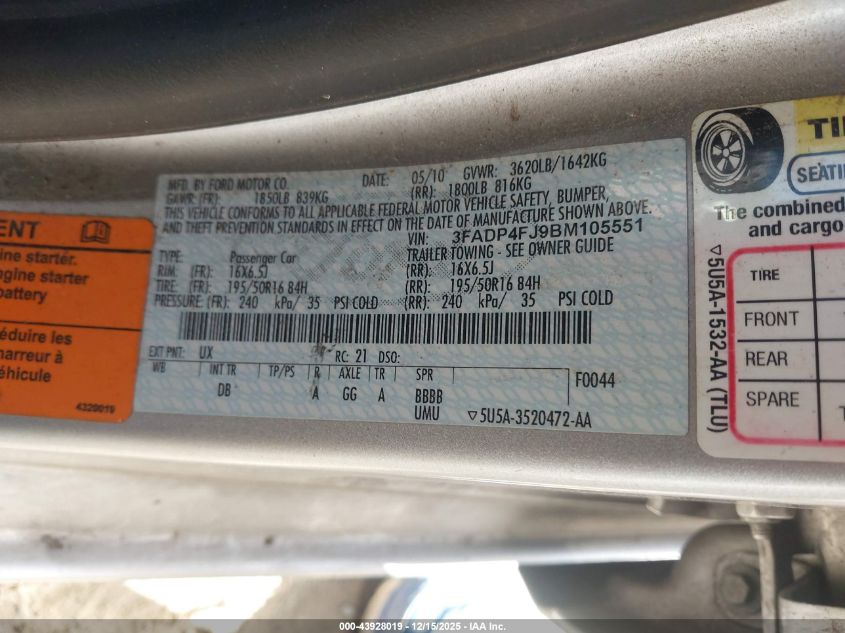 MFD. BY FORD MOTOR CO.
DATE: 05/10 GVWR: 3620LB/1642KG
GAWR: (FR): 1850LB 839KG (RR): 1800LB 816KG
THIS VEHICLE CONFORMS TO ALL APPLICABLE FEDERAL MOTOR VEHICLE SAFETY, BUMPER,
AND THEFT PREVENTION STANDARDS IN EFFECT ON THE DATE OF MANUFACTURE SHOWN ABOVE.
VIN: 3FADP4FJ9BM105551
TYPE: Passenger Car TRAILER TOWING - SEE OWNER GUIDE
RIM: (FR): 16X6.5J (RR): 16X6.5J
TIRE: (FR): 195/50R16 84H (RR): 195/50R16 84H
PRESSURE: (FR): 240 kPa/ 35 PSI COLD (RR): 240 kPa/ 35 PSI COLD
EXT PNT: UX RC: 21 DSO:
WB INT TR TP/PS R AXLE TR SPR F0044
DB A GG A BBBB
UMU ▽5U5A-3520472-AA
ENT
ine starter.
ngine starter
battery
éduire les
marreur à
éhicule
4320019
TI
SEATI
The combined
and cargo
TIRE
FRONT
REAR
SPARE
▽5U5A-1532-AA (TLU)
000-43928019 - 12/15/2025 - IAA Inc.